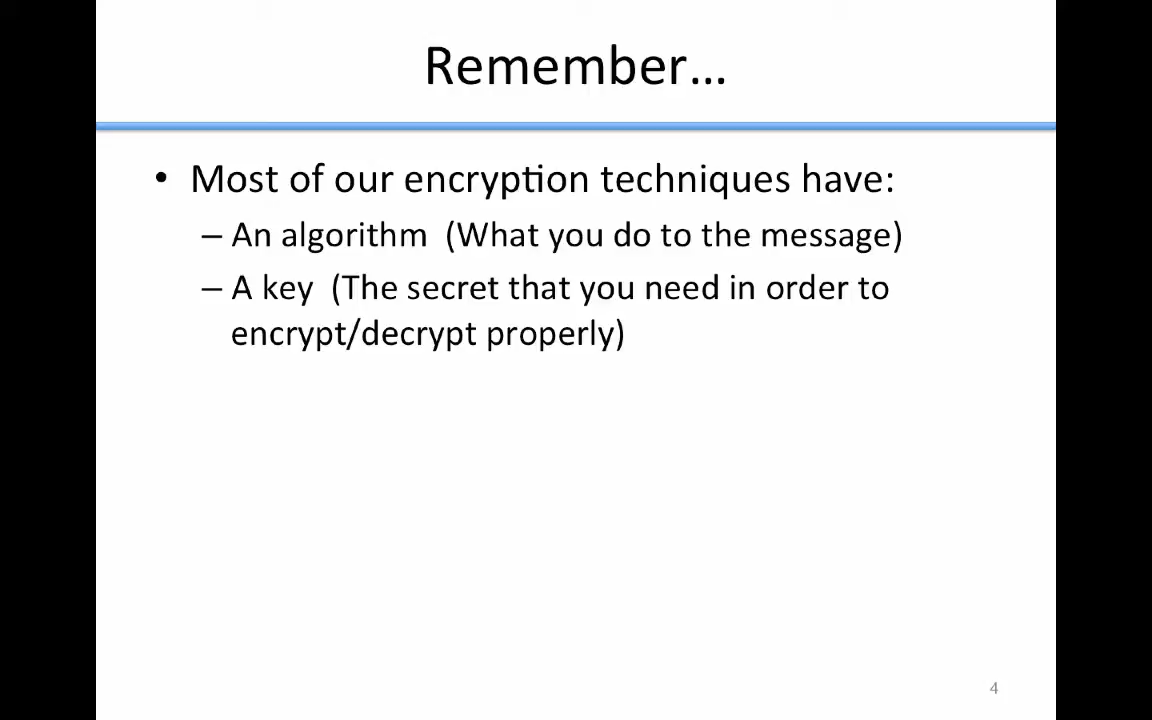 Remember…
• Most of our encryption techniques have:
– An algorithm  (What you do to the message)
– A key  (The secret that you need in order to
encrypt/decrypt properly)
4